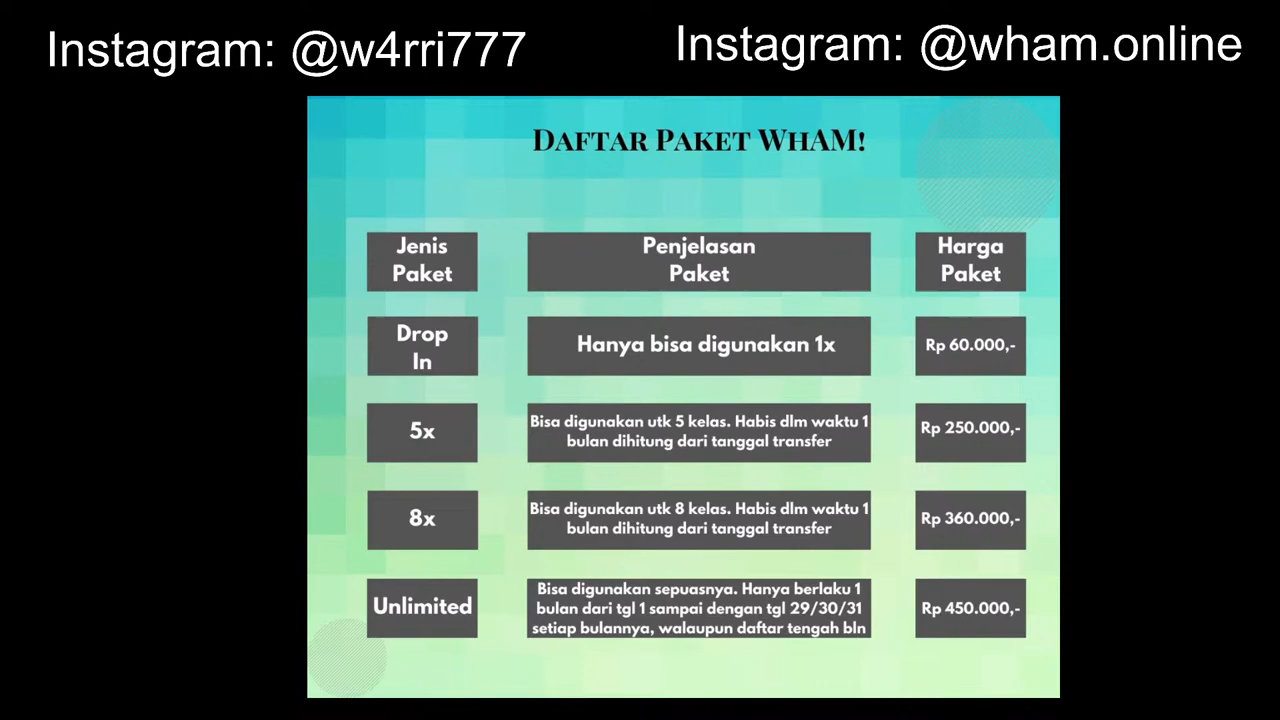 Instagram: @w4rri777
Instagram: @wham.online
DAFTAR PAKET WHAM!
Jenis
Paket
Penjelasan
Paket
Harga
Paket
Drop
In
Hanya bisa digunakan 1x
Rp 60.000,-
5x
Bisa digunakan utk 5 kelas. Habis dlm waktu 1
bulan dihitung dari tanggal transfer
Rp 250.000,-
8x
Bisa digunakan utk 8 kelas. Habis dlm waktu 1
bulan dihitung dari tanggal transfer
Rp 360.000,-
Unlimited
Bisa digunakan sepuasnya. Hanya berlaku 1
bulan dari tgl 1 sampai dengan tgl 29/30/31
setiap bulannya, walaupun daftar tengah bln
Rp 450.000,-